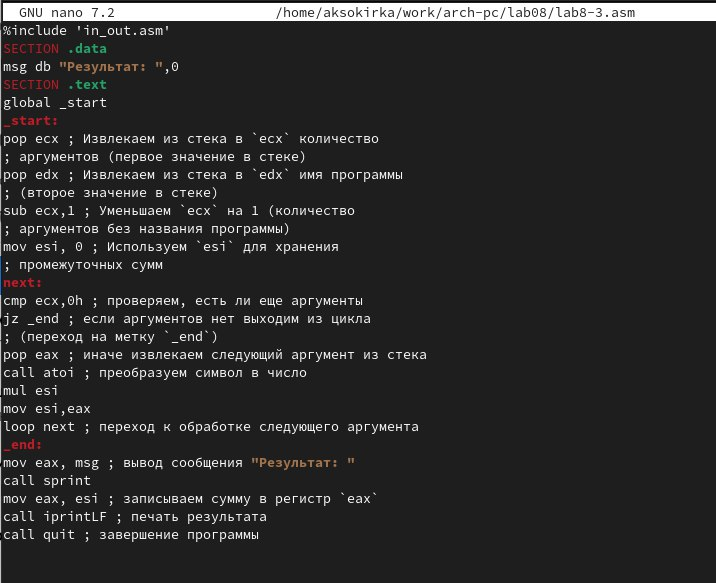 GNU nano 7.2 /home/aksokirka/work/arch-pc/lab08/lab8-3.asm
%include 'in_out.asm'
SECTION .data
msg db "Результат: ",0
SECTION .text
global _start
_start:
pop ecx ; Извлекаем из стека в `ecx` количество
; аргументов (первое значение в стеке)
pop edx ; Извлекаем из стека в `edx` имя программы
; (второе значение в стеке)
sub ecx,1 ; Уменьшаем `ecx` на 1 (количество
; аргументов без названия программы)
mov esi, 0 ; Используем `esi` для хранения
; промежуточных сумм
next:
cmp ecx,0h ; проверяем, есть ли еще аргументы
jz _end ; если аргументов нет выходим из цикла
; (переход на метку `_end`)
pop eax ; иначе извлекаем следующий аргумент из стека
call atoi ; преобразуем символ в число
mul esi
mov esi,eax
loop next ; переход к обработке следующего аргумента
_end:
mov eax, msg ; вывод сообщения "Результат: "
call sprint
mov eax, esi ; записываем сумму в регистр `eax`
call iprintLF ; печать результата
call quit ; завершение программы